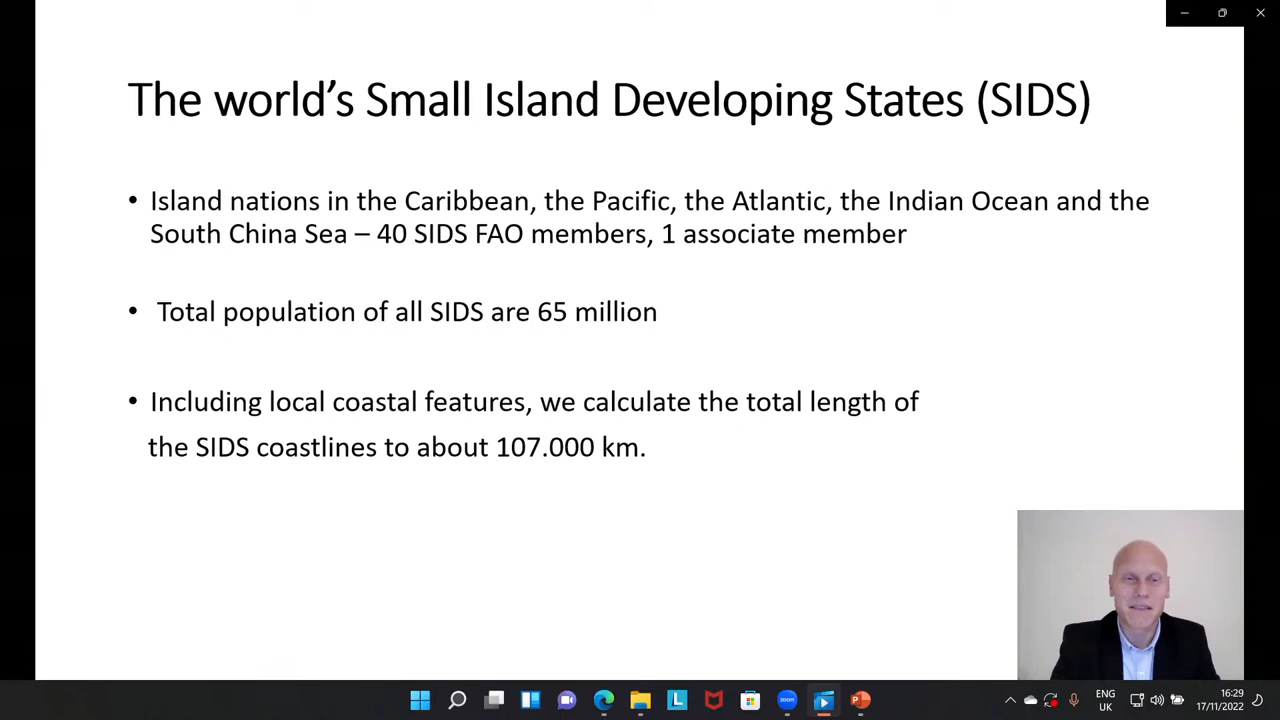 The world's Small Island Developing States (SIDS)
• Island nations in the Caribbean, the Pacific, the Atlantic, the Indian Ocean and the
South China Sea – 40 SIDS FAO members, 1 associate member
• Total population of all SIDS are 65 million
• Including local coastal features, we calculate the total length of
the SIDS coastlines to about 107.000 km.
L
zoom
P
ENG
UK
16:29
17/11/2022